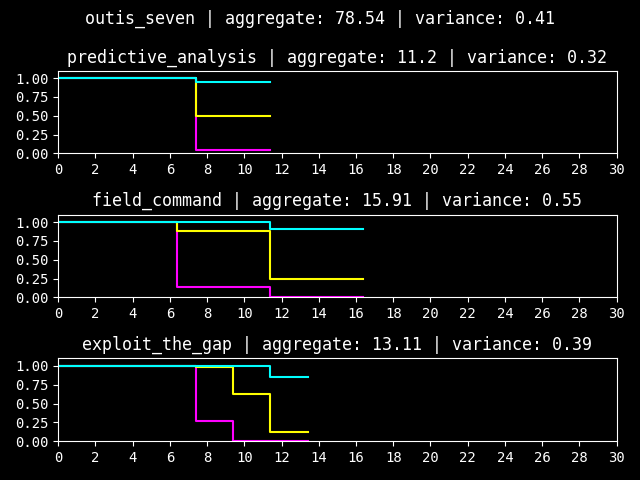 outis_seven | aggregate: 78.54 | variance: 0.41
predictive_analysis | aggregate: 11.2 | variance: 0.32
1.00
0.75
0.50
0.25
0.00
0 2 4 6 8 10 12 14 16 18 20 22 24 26 28 30
field_command | aggregate: 15.91 | variance: 0.55
1.00
0.75
0.50
0.25
0.00
0 2 4 6 8 10 12 14 16 18 20 22 24 26 28 30
exploit_the_gap | aggregate: 13.11 | variance: 0.39
1.00
0.75
0.50
0.25
0.00
0 2 4 6 8 10 12 14 16 18 20 22 24 26 28 30